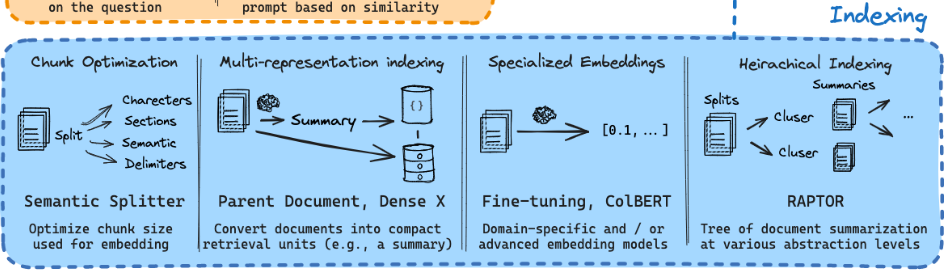 on the question
prompt based on similarity
Indexing
Chunk Optimization
Split
Charecters
Sections
Semantic
Delimiters
Semantic Splitter
Optimize chunk size
used for embedding
Multi-representation indexing
Summary
{}
Parent Document, Dense X
Convert documents into compact
retrieval units (e.g., a summary)
Specialized Embeddings
[0.1, ...]
Fine-tuning, ColBERT
Domain-specific and / or
advanced embedding models
Heirachical Indexing
Splits
Summaries
Cluser
Cluser
...
RAPTOR
Tree of document summarization
at various abstraction levels